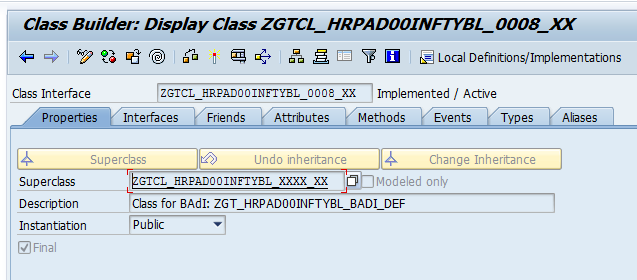 Class Builder: Display Class ZGTCL_HRPAD00INFTYBL_0008_XX
Local Definitions/Implementations
Class Interface ZGTCL_HRPAD00INFTYBL_0008_XX Implemented / Active
Properties Interfaces Friends Attributes Methods Events Types Aliases
Superclass Undo inheritance Change Inheritance
Superclass ZGTCL_HRPAD00INFTYBL_XXXX_XX Modeled only
Description Class for BAdI: ZGT_HRPAD00INFTYBL_BADI_DEF
Instantiation Public
Final